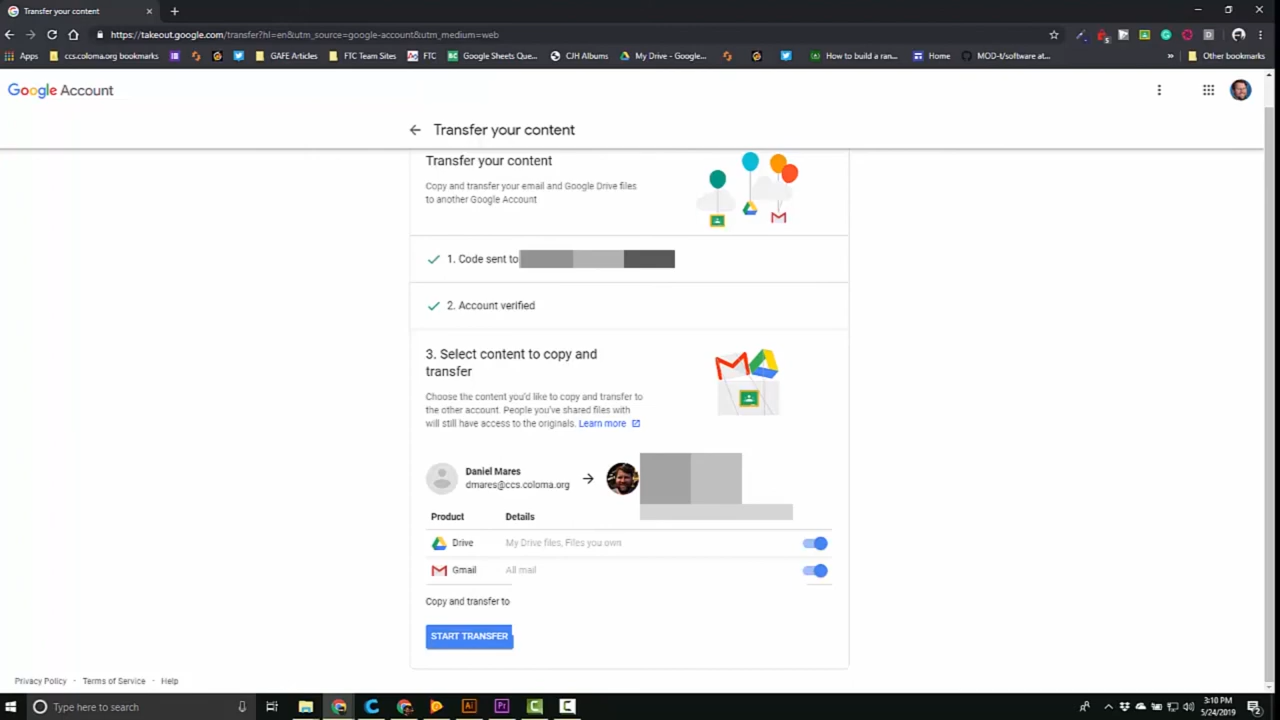 Transfer your content
https://takeout.google.com/transfer?hl=en&utm_source=google-account&utm_medium=web
Apps
ccs.coloma.org bookmarks
GAFE Articles
FTC Team Sites
FTC
Google Sheets Que...
CJH Albums
My Drive - Google...
How to build a ran...
Home
MOD-t/software at...
»
Other bookmarks
Google Account
Transfer your content
Transfer your content
Copy and transfer your email and Google Drive files
to another Google Account
1. Code sent to
2. Account verified
3. Select content to copy and
transfer
Choose the content you'd like to copy and transfer to
the other account. People you've shared files with
will still have access to the originals. Learn more
Daniel Mares
dmares@ccs.coloma.org
Product Details
Drive My Drive files, Files you own
Gmail All mail
Copy and transfer to
START TRANSFER
Privacy Policy · Terms of Service · Help
Type here to search
3:10 PM
5/24/2019